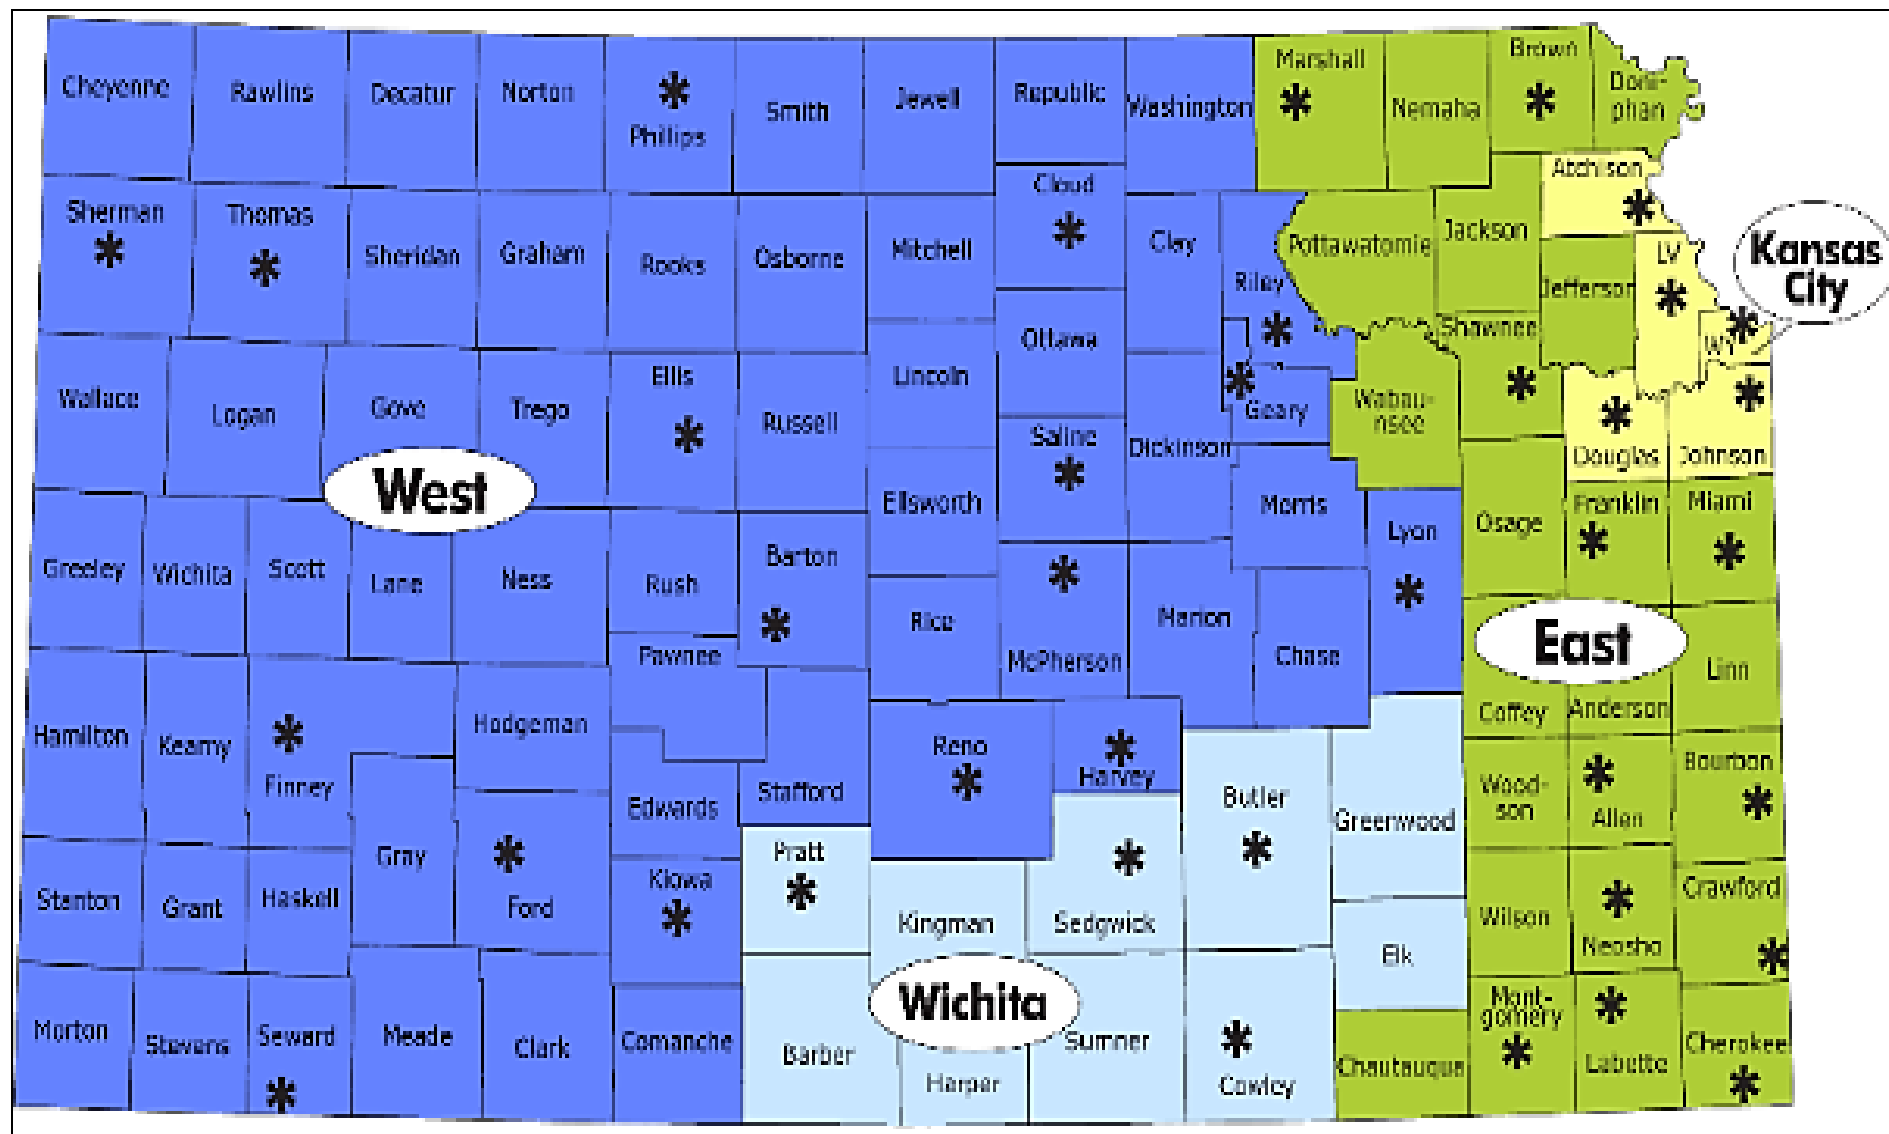 Cheyenne
Rawlins
Decatur
Norton
*
Phillips
Smith
Jewell
Republic
Washington
Marshall
*
Nemaha
Brown
*
Doni-
phan
Atchison
*
Sherman
*
Thomas
*
Sheridan
Graham
Rooks
Osborne
Mitchell
Cloud
*
Clay
Riley
*
Pottawatomie
Jackson
Jefferson
LV
*
Kansas
City
Wallace
Logan
Gove
Trego
Ellis
*
Russell
Lincoln
Ottawa
Saline
*
Dickinson
*
Geary
Wabau-
nsee
Shawnee
*
*
Douglas
WY
*
*
Johnson
West
Ellsworth
Morris
Lyon
*
Osage
Franklin
*
Miami
*
Greeley
Wichita
Scott
Lane
Ness
Rush
Barton
*
Rice
*
McPherson
Marion
Chase
East
Coffey
Anderson
Linn
Hamilton
Kearny
*
Finney
Hodgeman
Pawnee
Edwards
Stafford
Reno
*
*
Harvey
Butler
*
Greenwood
Wood-
son
*
Allen
Bourbon
*
Stanton
Grant
Haskell
Gray
*
Ford
Kiowa
*
Pratt
*
Kingman
*
Sedgwick
Elk
Wilson
*
Neosho
Crawford
*
Morton
Stevens
Seward
*
Meade
Clark
Comanche
Barber
Wichita
Harper
Sumner
*
Cowley
Chautauqua
Mont-
gomery
*
*
Labette
Cherokee
*